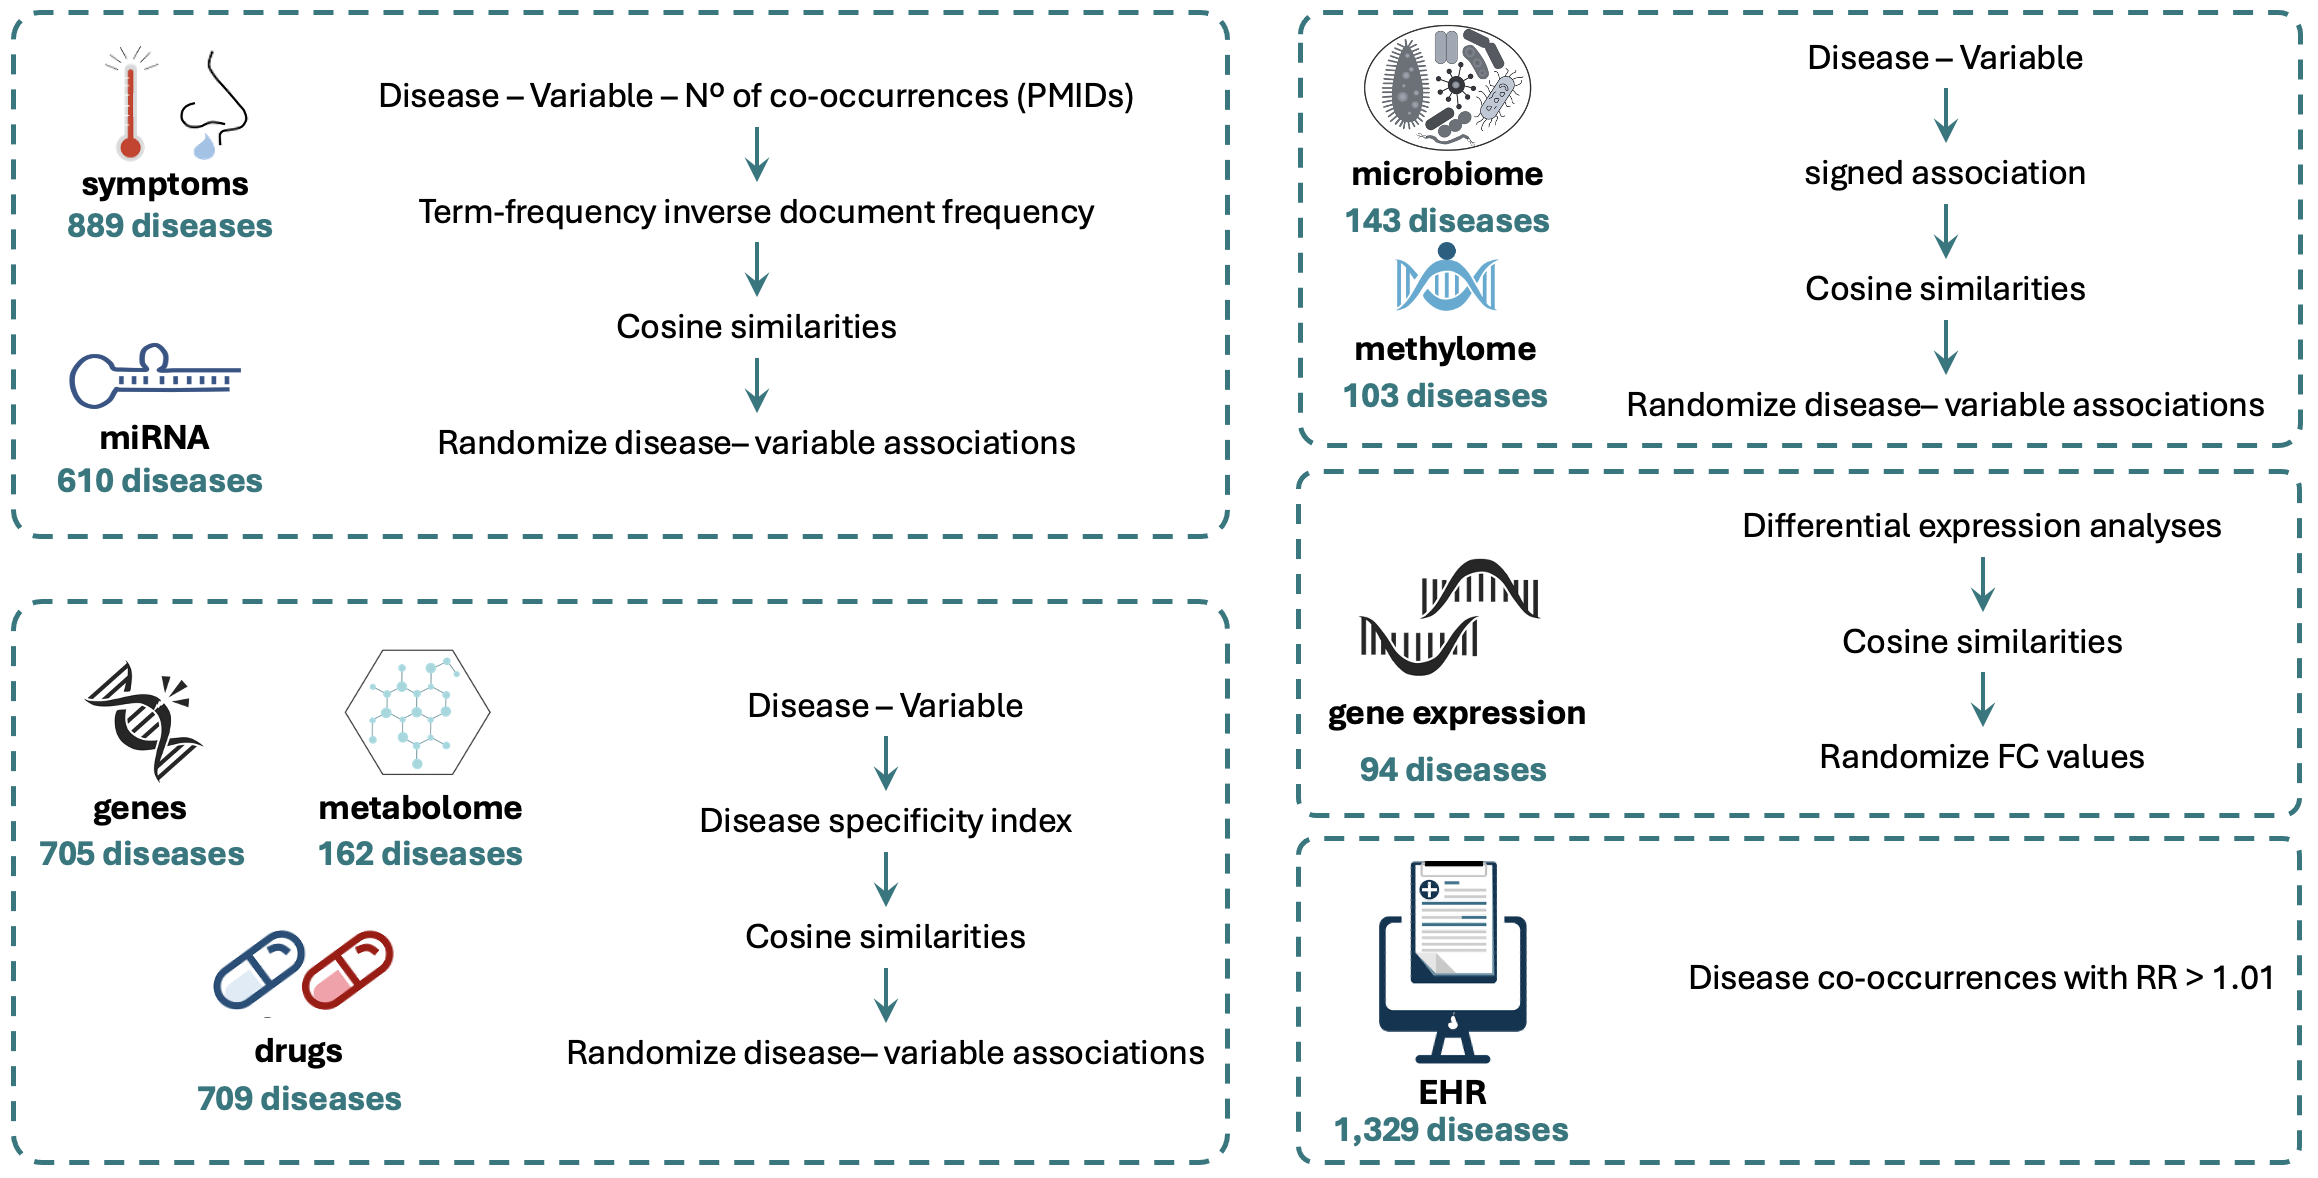 symptoms
889 diseases
miRNA
610 diseases
Disease – Variable – Nº of co-occurrences (PMIDs)
Term-frequency inverse document frequency
Cosine similarities
Randomize disease– variable associations
microbiome
143 diseases
methylome
103 diseases
Disease – Variable
signed association
Cosine similarities
Randomize disease– variable associations
genes
705 diseases
metabolome
162 diseases
drugs
709 diseases
Disease – Variable
Disease specificity index
Cosine similarities
Randomize disease– variable associations
gene expression
94 diseases
Differential expression analyses
Cosine similarities
Randomize FC values
EHR
1,329 diseases
Disease co-occurrences with RR > 1.01